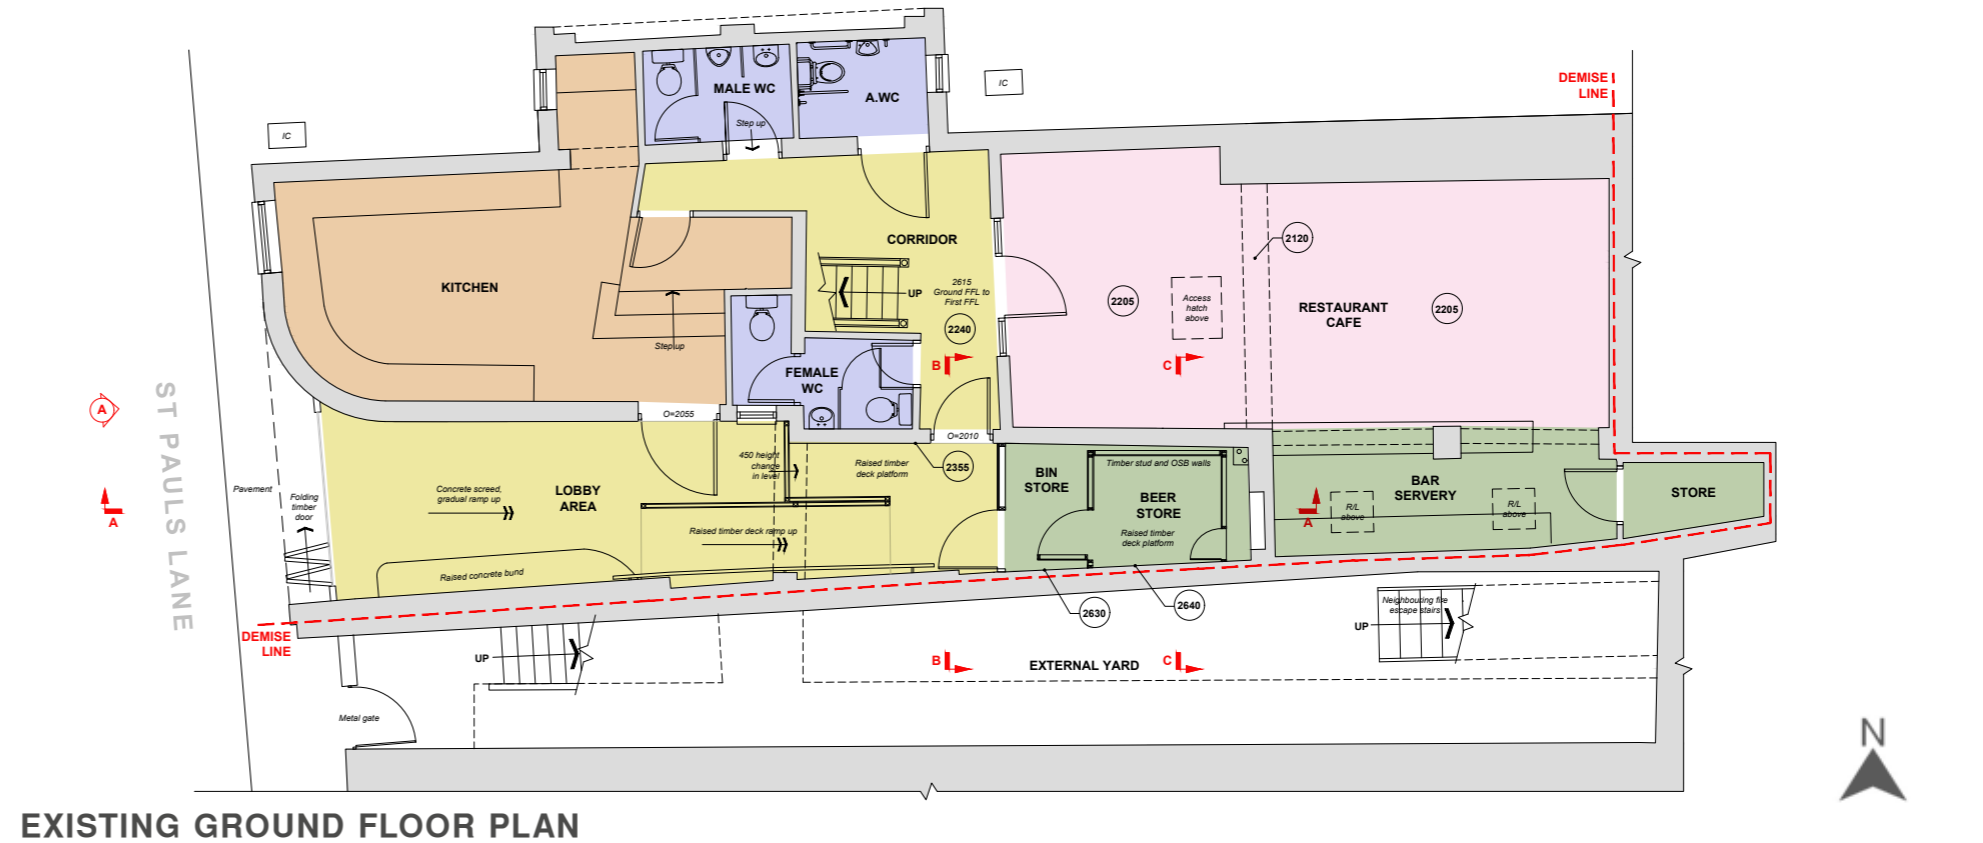 DEMISE
LINE
MALE WC
A.WC
IC
Step up
IC
CORRIDOR
2120
KITCHEN
2615
Ground FFL to
First FFL
UP
2240
2205
Access
hatch
above
RESTAURANT
CAFE
2205
Step up
B
C
FEMALE
WC
A
ST PAULS LANE
O=2055
O=2010
450 height
change
in level
Raised timber
deck platform
2355
BIN
STORE
Timber stud and OSB walls
BEER
STORE
Raised timber
deck platform
BAR
SERVERY
STORE
R/L
above
R/L
above
A
Pavement
Folding
timber
door
Concrete screed,
gradual ramp up
LOBBY
AREA
A
Raised timber deck ramp up
Raised concrete bund
2630
2640
Neighbouring fire
escape stairs
UP
DEMISE
LINE
UP
B
EXTERNAL YARD
C
Metal gate
N
EXISTING GROUND FLOOR PLAN